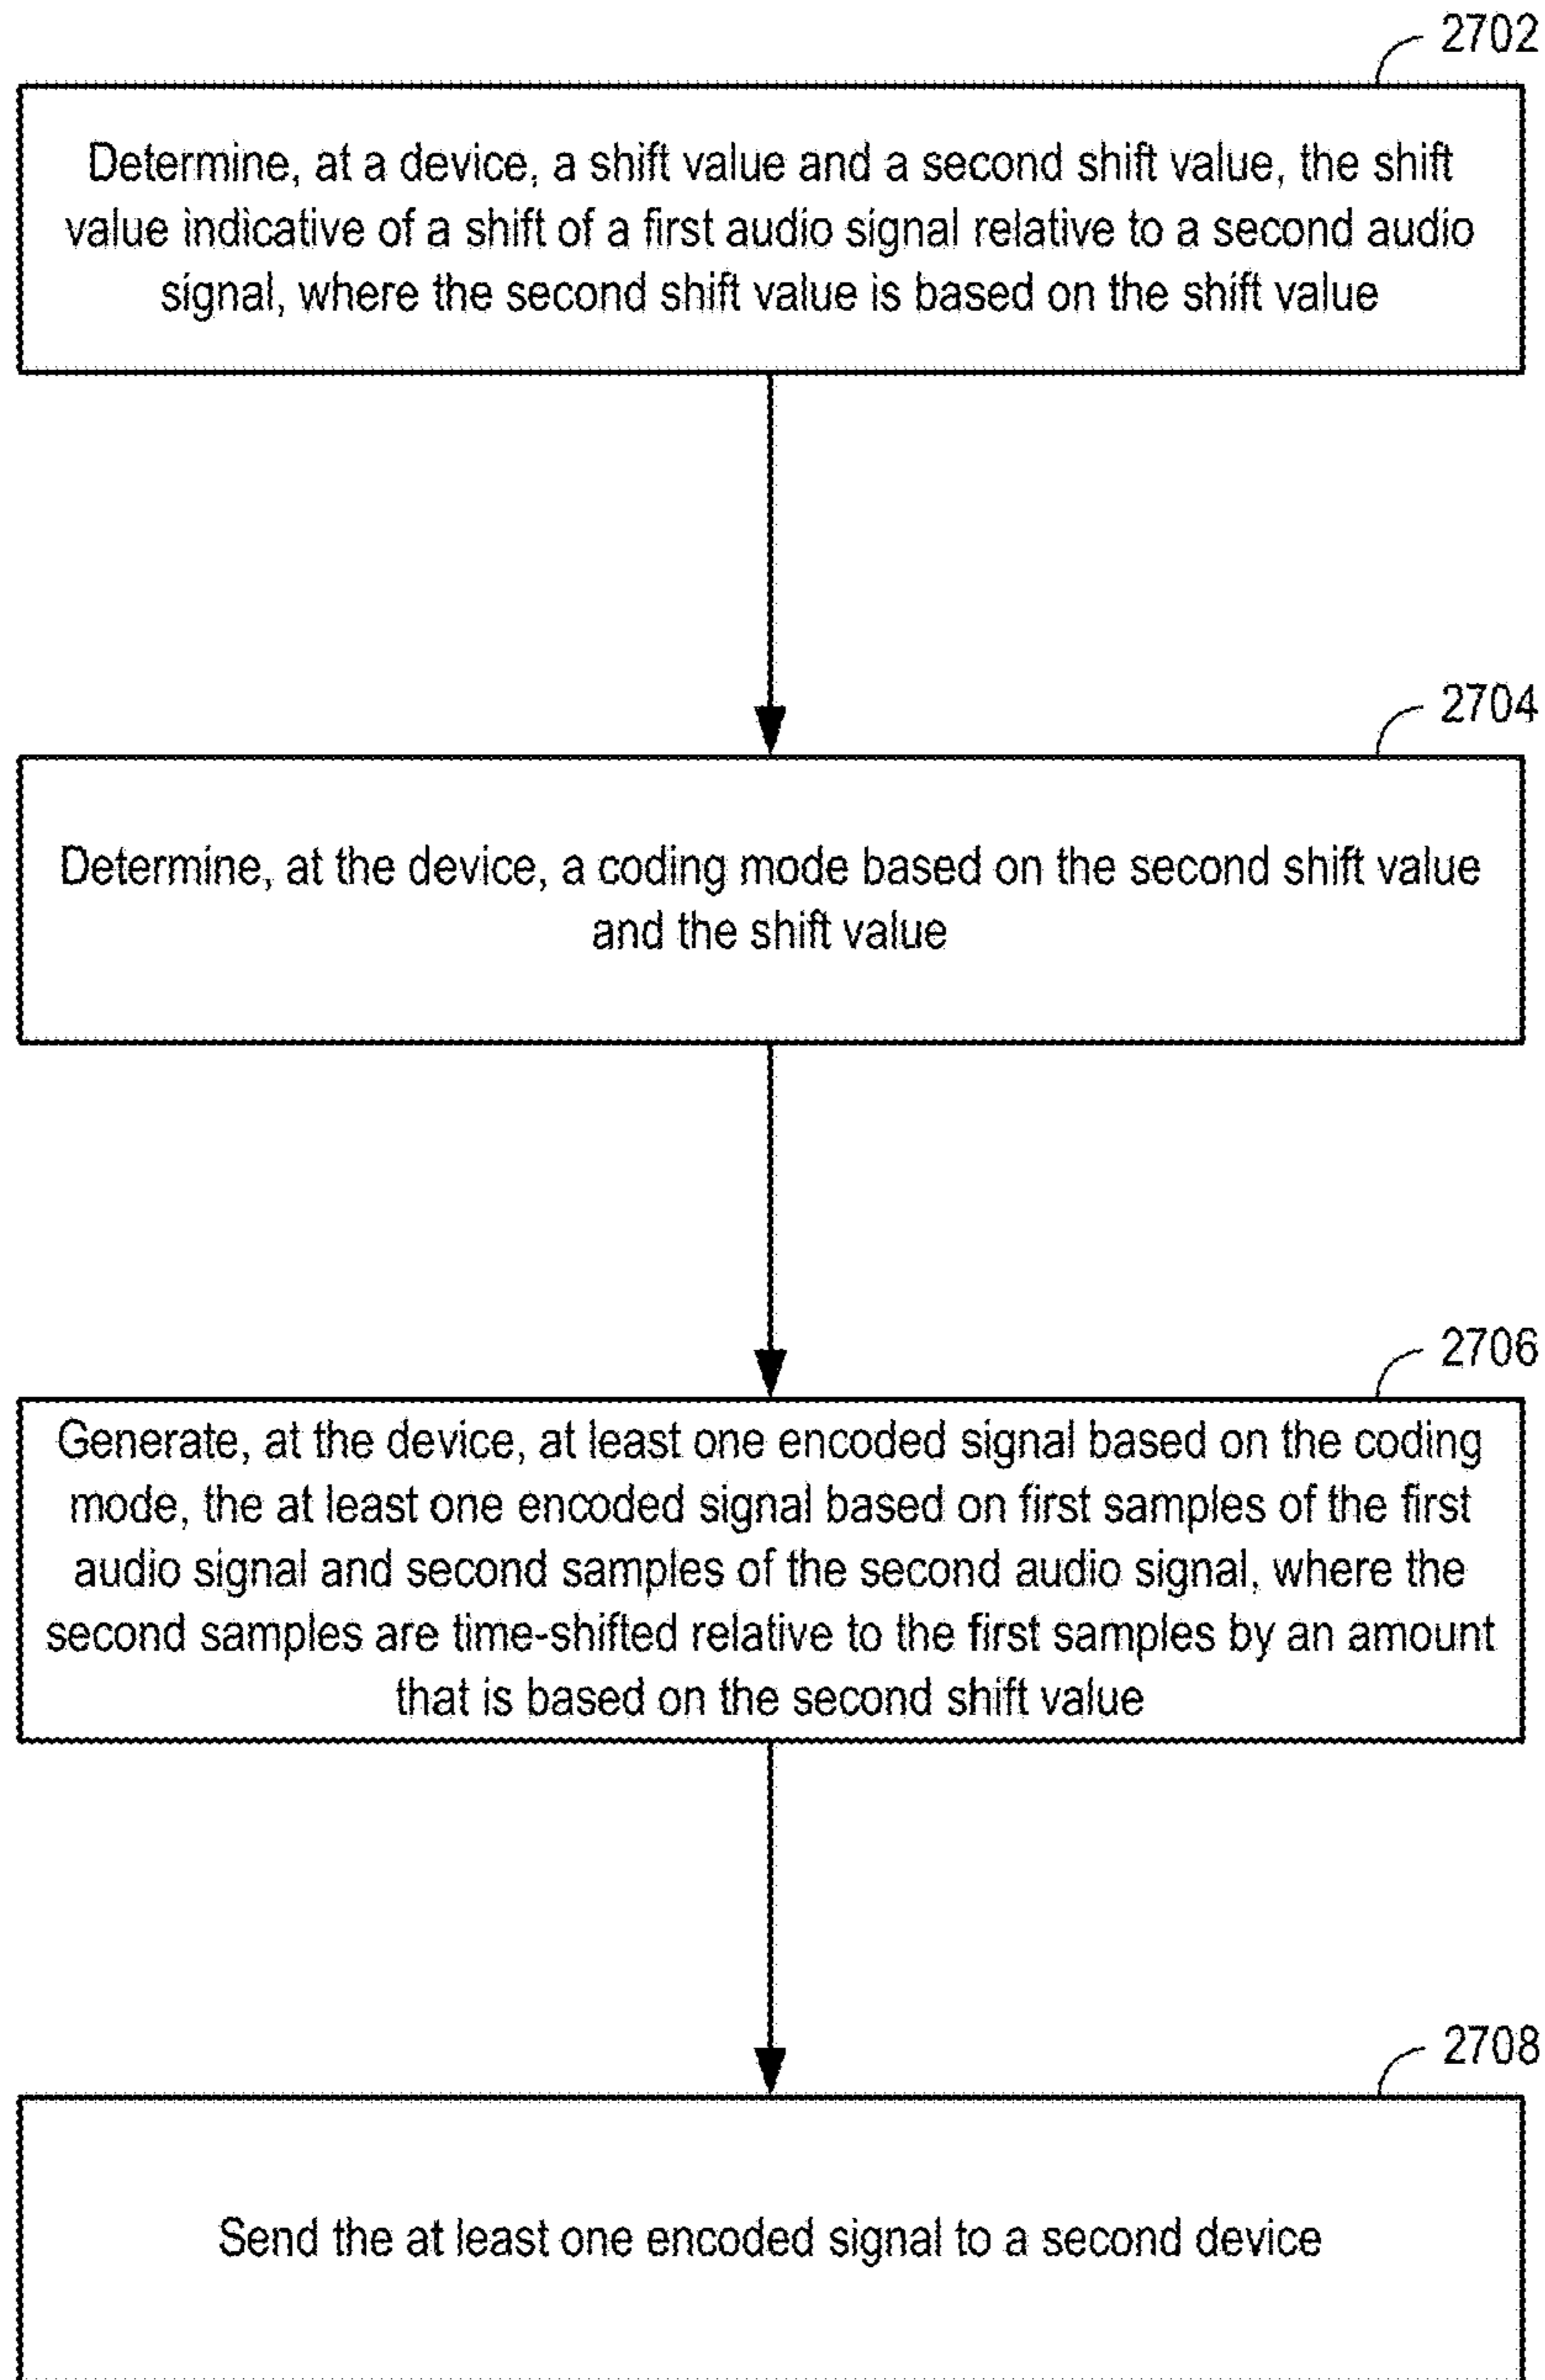 2702
Determine, at a device, a shift value and a second shift value, the shift
value indicative of a shift of a first audio signal relative to a second audio
signal, where the second shift value is based on the shift value
2704
Determine, at the device, a coding mode based on the second shift value
and the shift value
2706
Generate, at the device, at least one encoded signal based on the coding
mode, the at least one encoded signal based on first samples of the first
audio signal and second samples of the second audio signal, where the
second samples are time-shifted relative to the first samples by an amount
that is based on the second shift value
2708
Send the at least one encoded signal to a second device